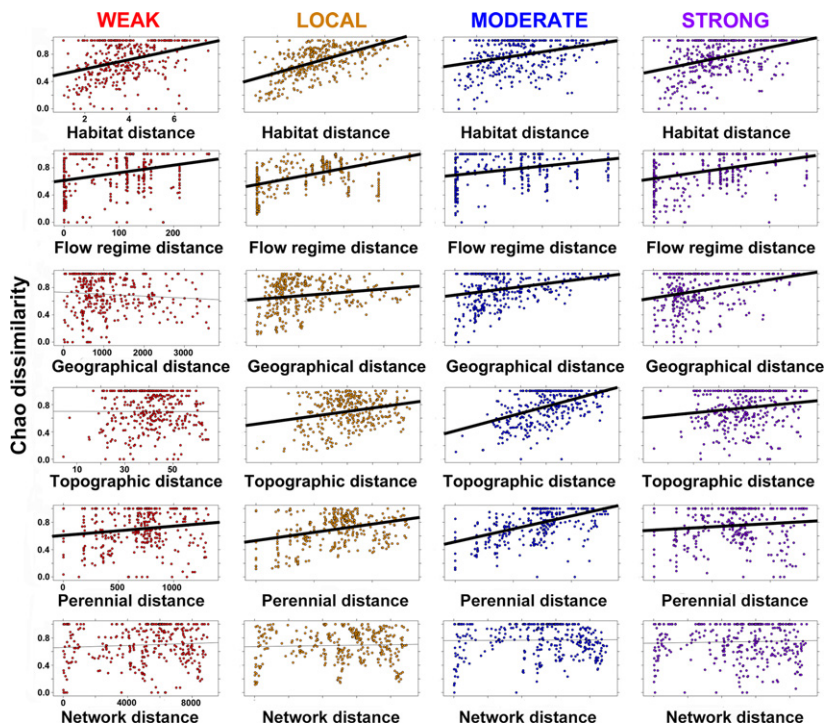 WEAK LOCAL MODERATE STRONG
Chao dissimilarity
0.8
0.4
0.0
2 4 6
Habitat distance Habitat distance Habitat distance Habitat distance
0.8
0.4
0.0
0 100 200
Flow regime distance Flow regime distance Flow regime distance Flow regime distance
0.8
0.4
0.0
0 1000 2000 3000
Geographical distance Geographical distance Geographical distance Geographical distance
0.8
0.4
0.0
10 30 50
Topographic distance Topographic distance Topographic distance Topographic distance
0.8
0.4
0.0
0 500 1000
Perennial distance Perennial distance Perennial distance Perennial distance
0.8
0.4
0.0
0 4000 8000
Network distance Network distance Network distance Network distance